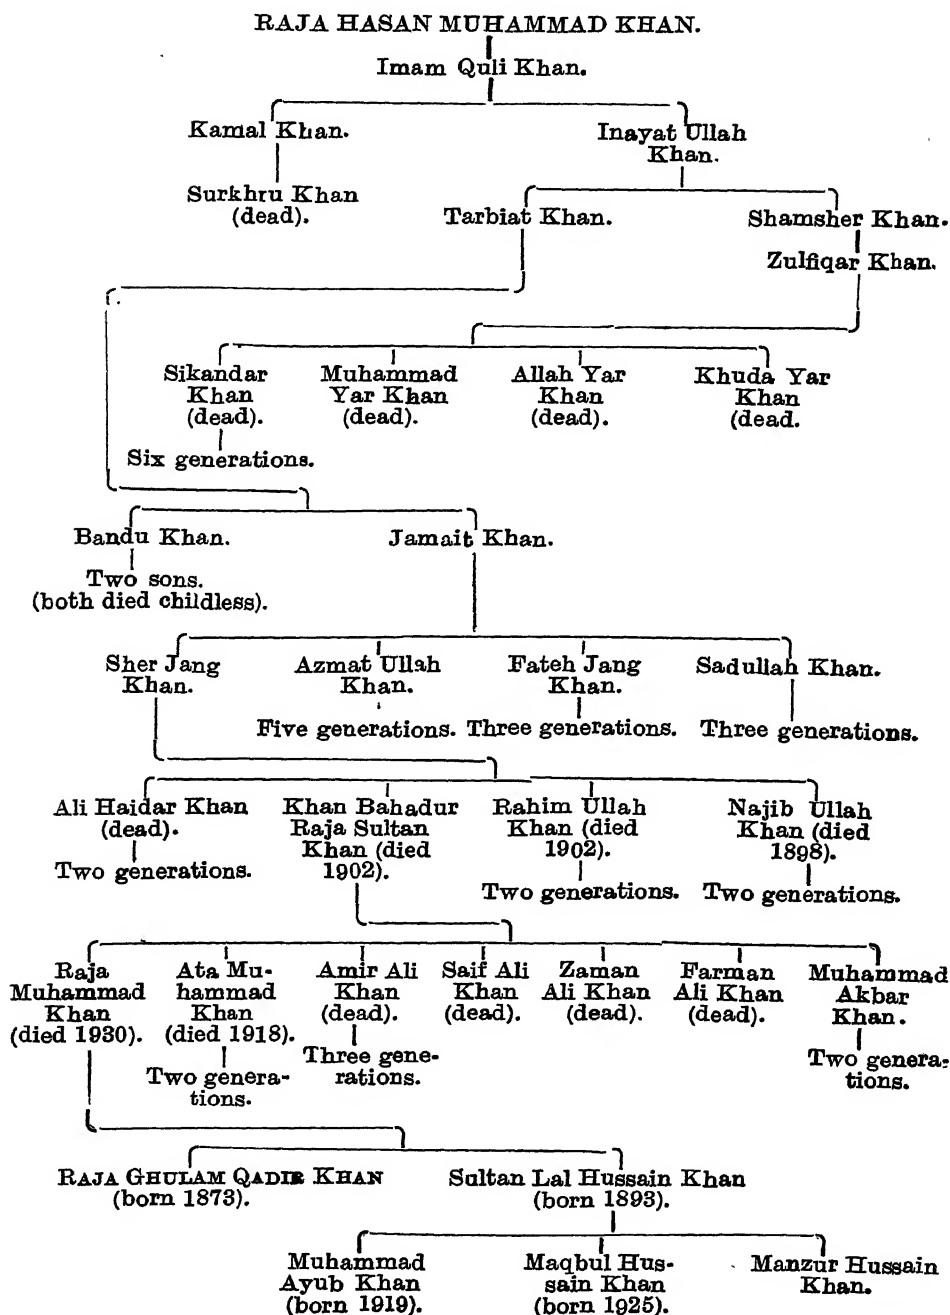 RAJA HASAN MUHAMMAD KHAN.
Imam Quli Khan.
Kamal Khan.
Inayat Ullah
Khan.
Surkhru Khan
(dead).
Tarbiat Khan.
Shamsher Khan.
Zulfiqar Khan.
Sikandar
Khan
(dead).
Muhammad
Yar Khan
(dead).
Allah Yar
Khan
(dead).
Khuda Yar
Khan
(dead.
Six generations.
Bandu Khan.
Jamait Khan.
Two sons.
(both died childless).
Sher Jang
Khan.
Azmat Ullah
Khan.
Fateh Jang
Khan.
Sadullah Khan.
Five generations.
Three generations.
Three generations.
Ali Haidar Khan
(dead).
Khan Bahadur
Raja Sultan
Khan (died
1902).
Rahim Ullah
Khan (died
1902).
Najib Ullah
Khan (died
1898).
Two generations.
Two generations.
Two generations.
Raja
Muhammad
Khan
(died 1930).
Ata Mu-
hammad
Khan
(died 1918).
Amir Ali
Khan
(dead).
Saif Ali
Khan
(dead).
Zaman
Ali Khan
(dead).
Farman
Ali Khan
(dead).
Muhammad
Akbar
Khan.
Two genera-
tions.
Three gene-
rations.
Two genera-
tions.
RAJA GHULAM QADIR KHAN
(born 1873).
Sultan Lal Hussain Khan
(born 1893).
Muhammad
Ayub Khan
(born 1919).
Maqbul Hus-
sain Khan
(born 1925).
Manzur Hussain
Khan.